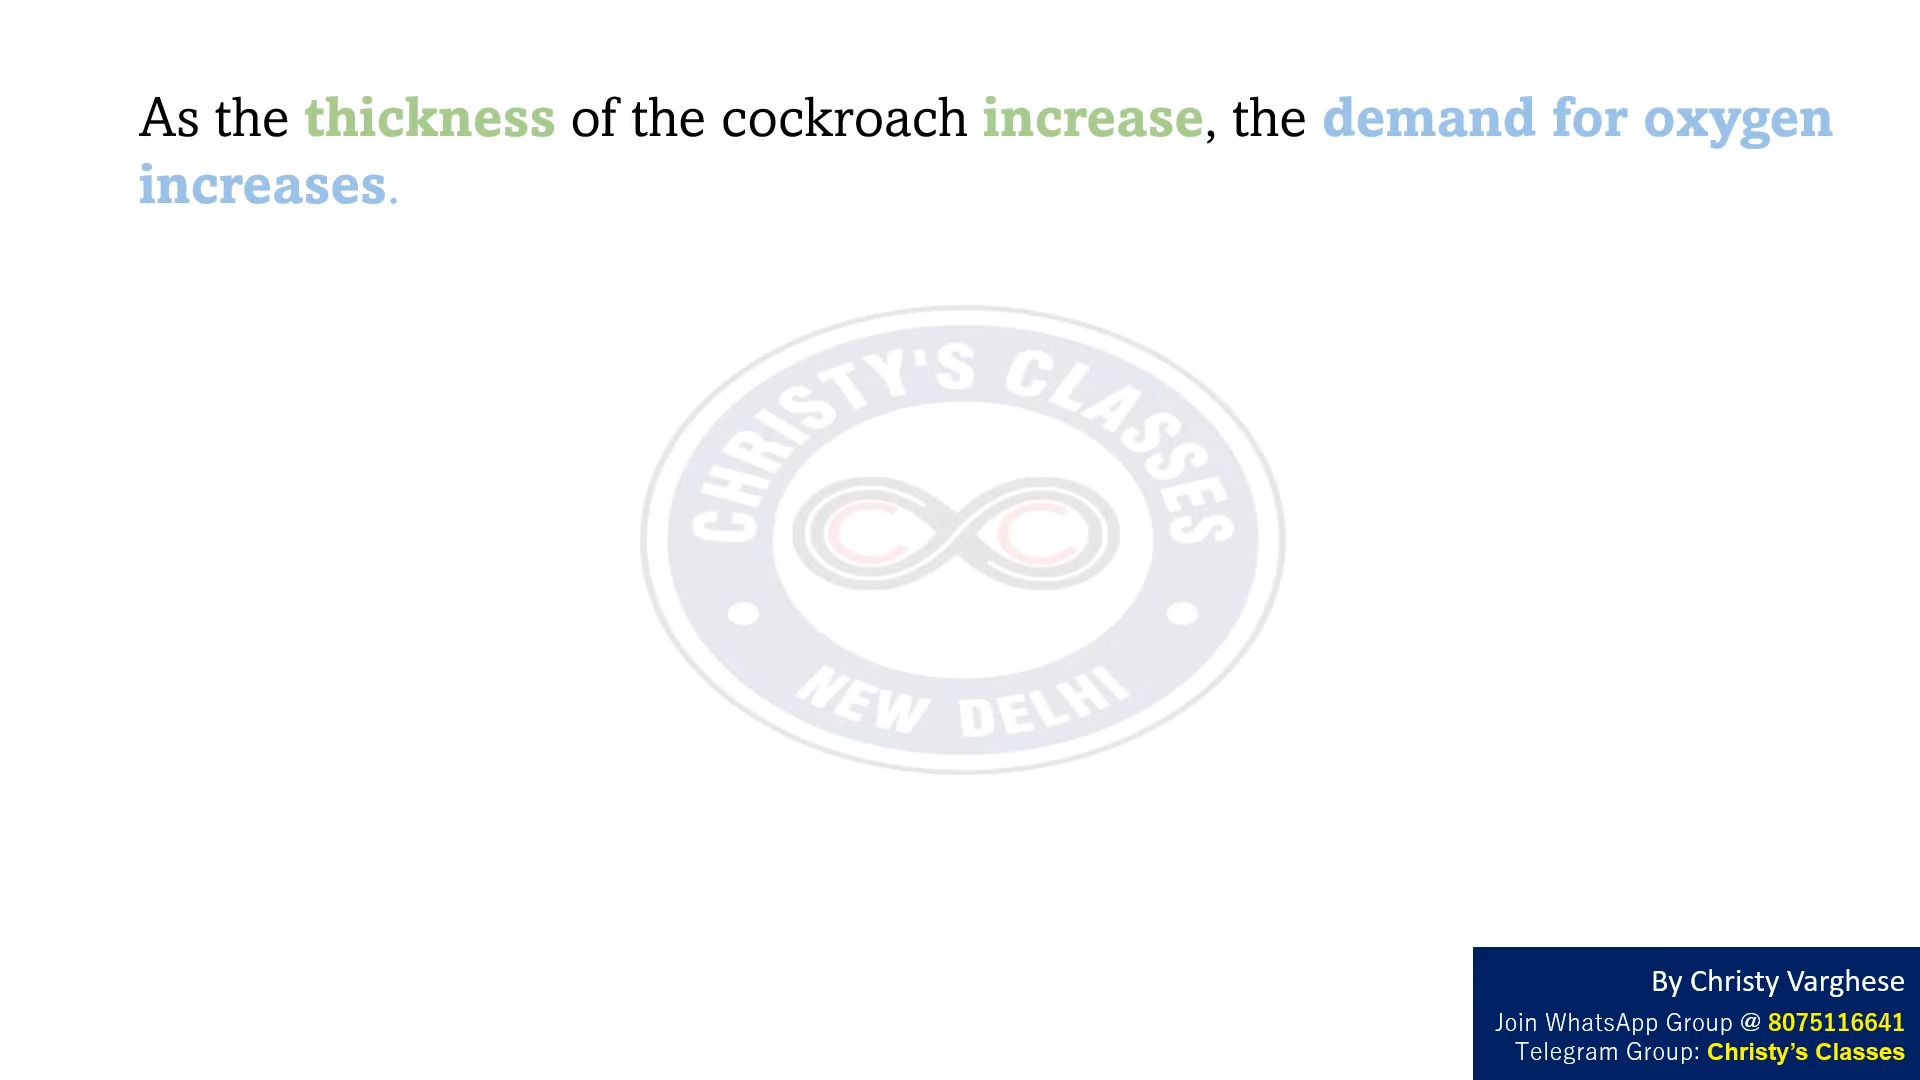 As the thickness of the cockroach increase, the demand for oxygen
increases.
CHRISTY'S CLASSES
CC
NEW DELHI
By Christy Varghese
Join WhatsApp Group @ 8075116641
Telegram Group: Christy’s Classes